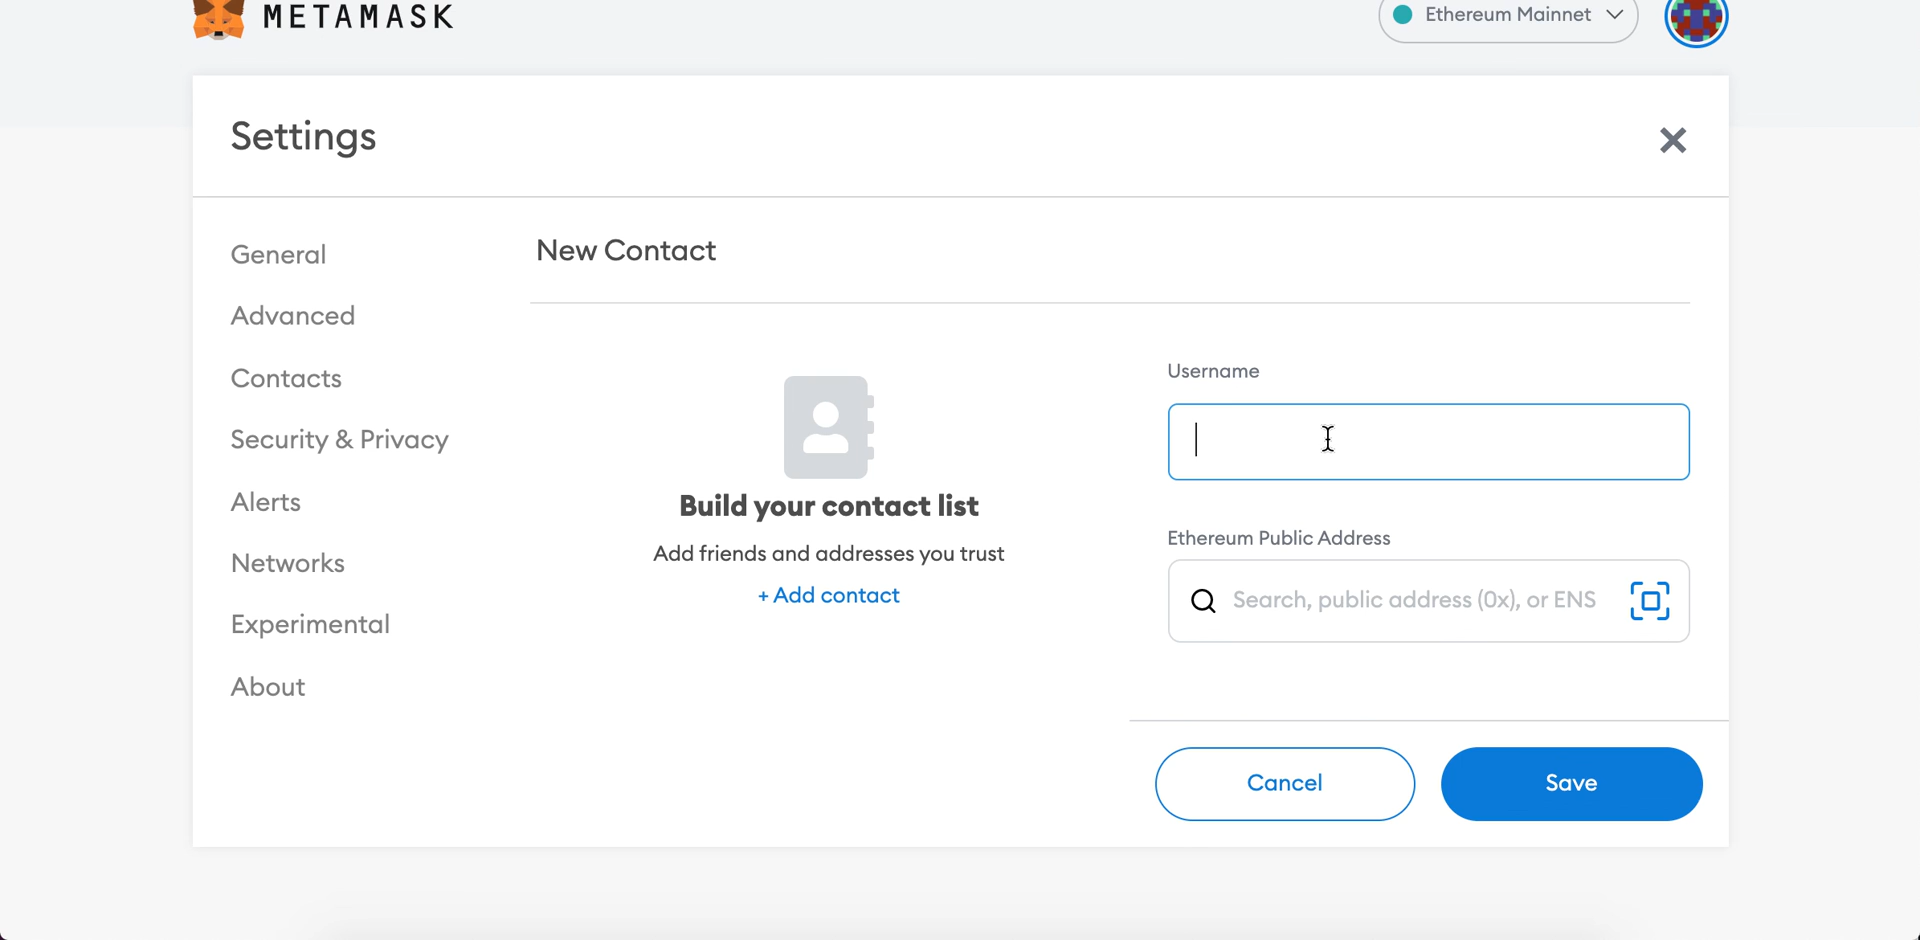 METAMASK
Ethereum Mainnet
Settings
General
Advanced
Contacts
Security & Privacy
Alerts
Networks
Experimental
About
New Contact
Build your contact list
Add friends and addresses you trust
+ Add contact
Username
Ethereum Public Address
Search, public address (0x), or ENS
Cancel
Save